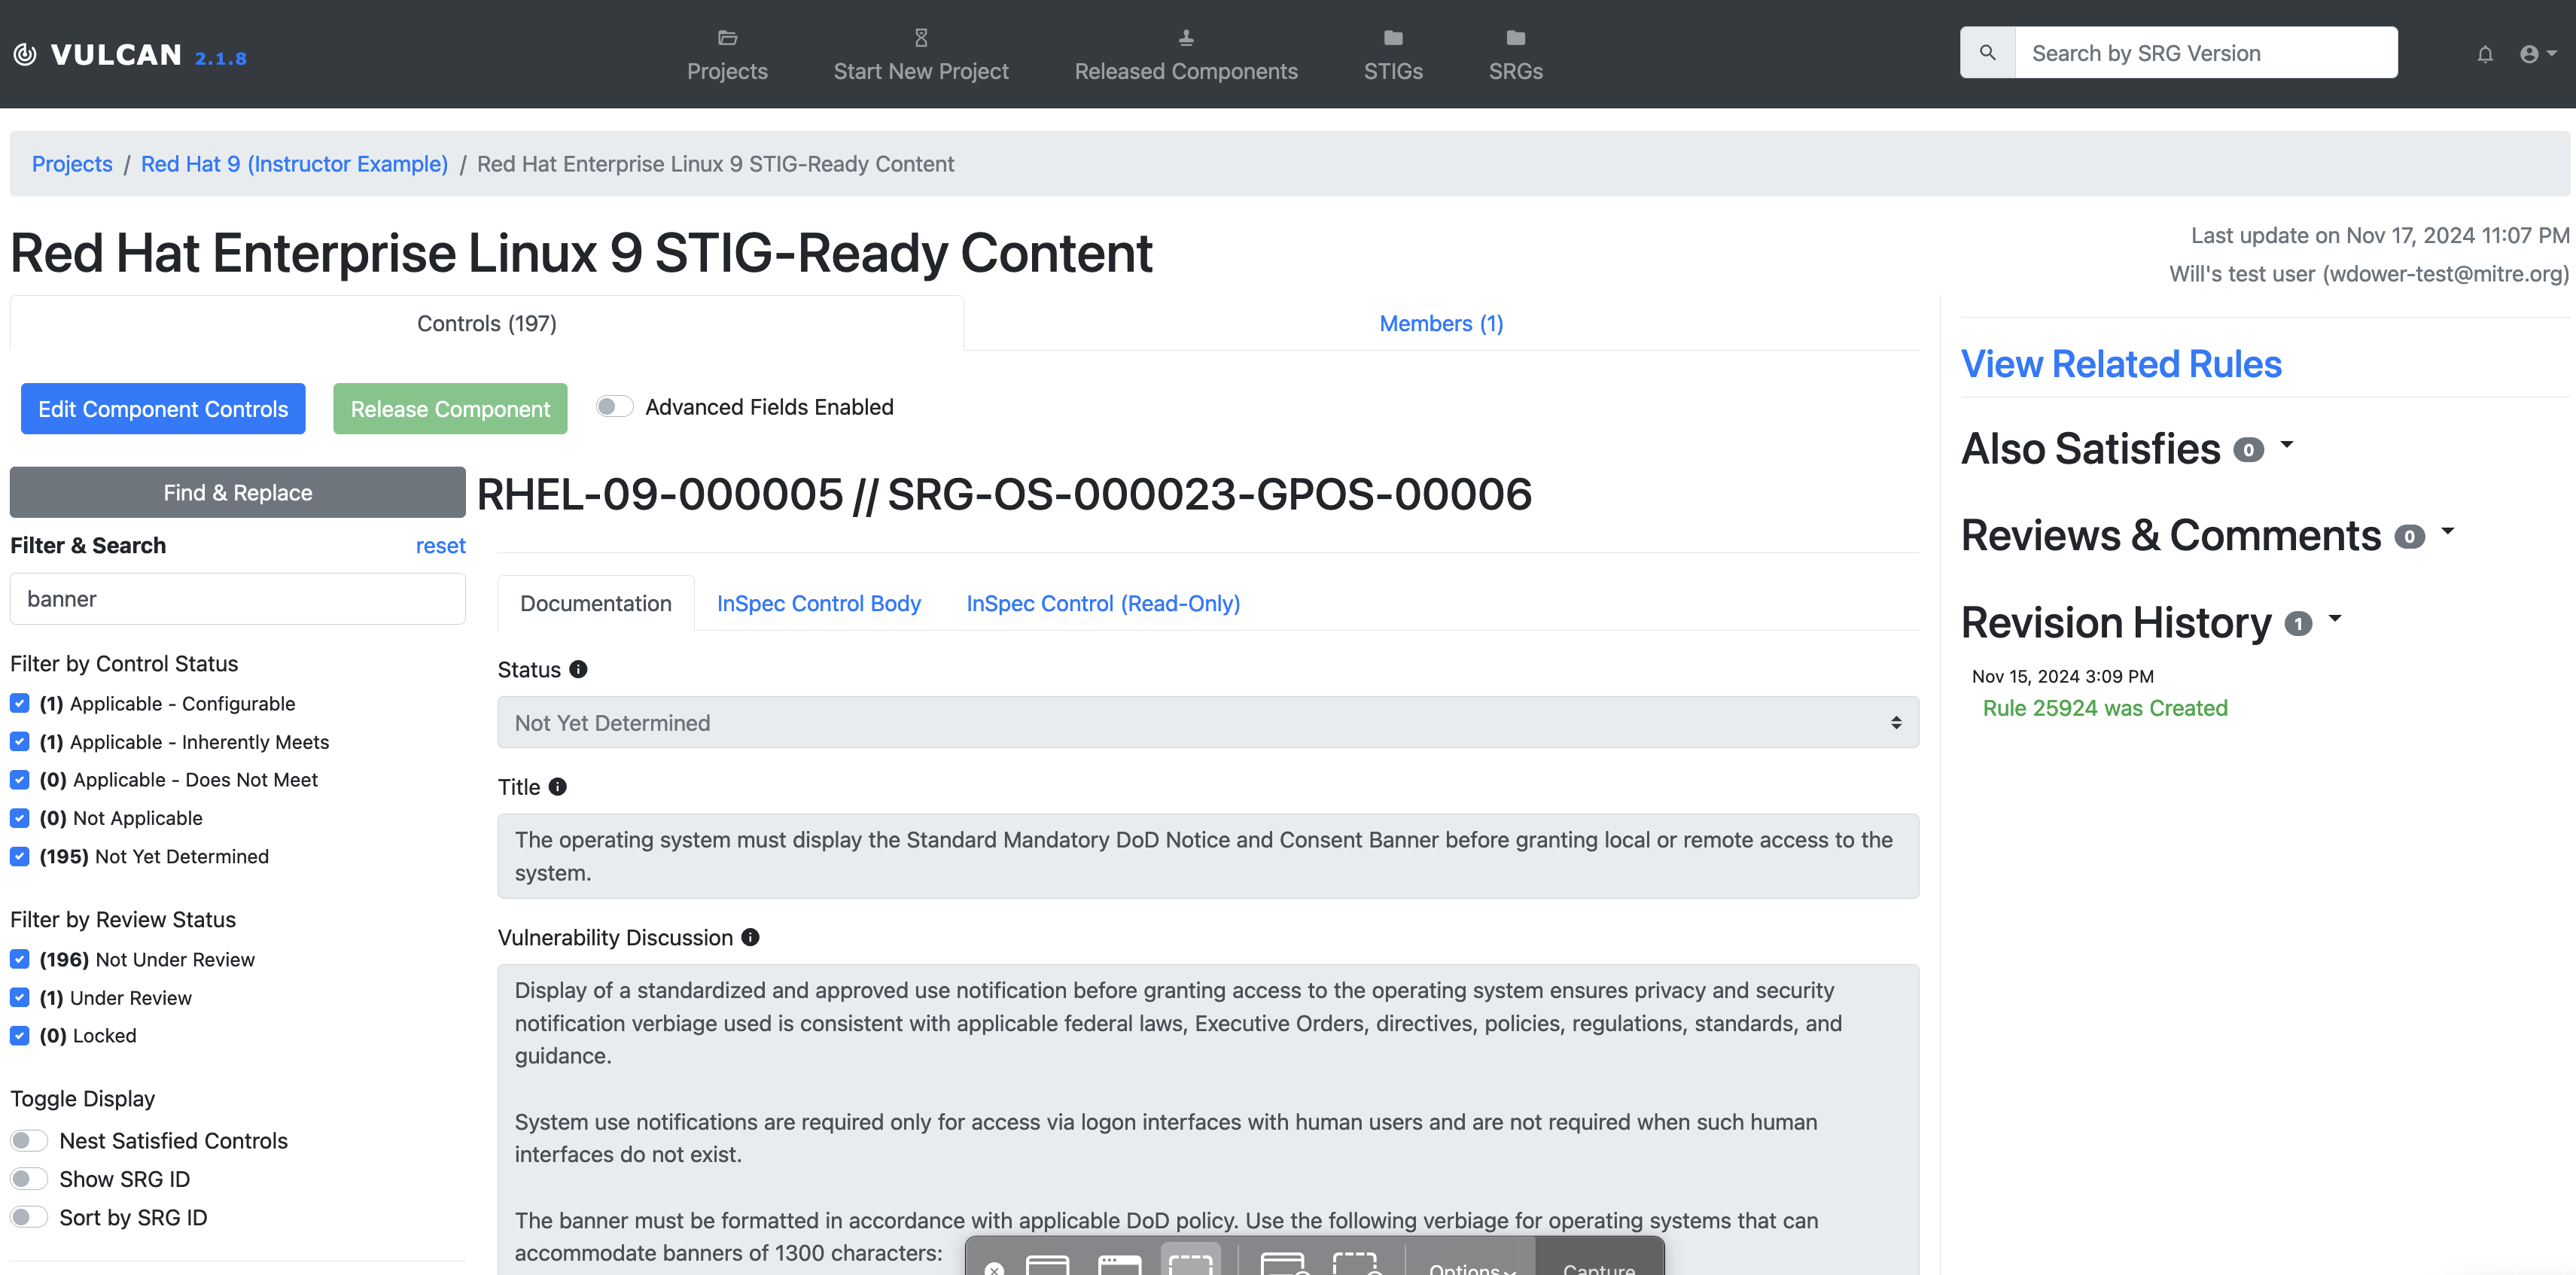 VULCAN 2.1.8
Projects
Start New Project
Released Components
STIGs
SRGs
Search by SRG Version
Projects / Red Hat 9 (Instructor Example) / Red Hat Enterprise Linux 9 STIG-Ready Content
Red Hat Enterprise Linux 9 STIG-Ready Content
Last update on Nov 17, 2024 11:07 PM
Will's test user (wdower-test@mitre.org)
Controls (197)
Members (1)
Edit Component Controls
Release Component
Advanced Fields Enabled
Find & Replace
Filter & Search
reset
banner
Filter by Control Status
(1) Applicable - Configurable
(1) Applicable - Inherently Meets
(0) Applicable - Does Not Meet
(0) Not Applicable
(195) Not Yet Determined
Filter by Review Status
(196) Not Under Review
(1) Under Review
(0) Locked
Toggle Display
Nest Satisfied Controls
Show SRG ID
Sort by SRG ID
RHEL-09-000005 // SRG-OS-000023-GPOS-00006
Documentation
InSpec Control Body
InSpec Control (Read-Only)
Status
Not Yet Determined
Title
The operating system must display the Standard Mandatory DoD Notice and Consent Banner before granting local or remote access to the
system.
Vulnerability Discussion
Display of a standardized and approved use notification before granting access to the operating system ensures privacy and security
notification verbiage used is consistent with applicable federal laws, Executive Orders, directives, policies, regulations, standards, and
guidance.
System use notifications are required only for access via logon interfaces with human users and are not required when such human
interfaces do not exist.
The banner must be formatted in accordance with applicable DoD policy. Use the following verbiage for operating systems that can
accommodate banners of 1300 characters:
Options
Capture
View Related Rules
Also Satisfies 0
Reviews & Comments 0
Revision History 1
Nov 15, 2024 3:09 PM
Rule 25924 was Created